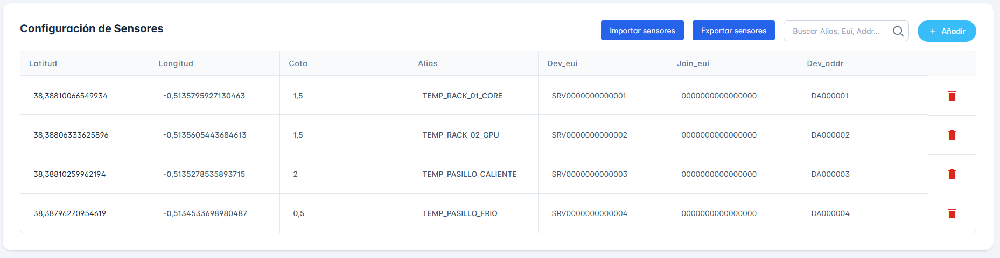 Configuración de Sensores
Importar sensores
Exportar sensores
Buscar Alias, Eui, Addr...
+ Añadir
Latitud Longitud Cota Alias Dev_eui Join_eui Dev_addr
38,38810066549934 -0,5135795927130463 1,5 TEMP_RACK_01_CORE SRV0000000000001 0000000000000000 DA000001
38,38806333625896 -0,5135605443684613 1,5 TEMP_RACK_02_GPU SRV0000000000002 0000000000000000 DA000002
38,38810259962194 -0,5135278535893715 2 TEMP_PASILLO_CALIENTE SRV0000000000003 0000000000000000 DA000003
38,38796270954619 -0,5134533698980487 0,5 TEMP_PASILLO_FRIO SRV0000000000004 0000000000000000 DA000004